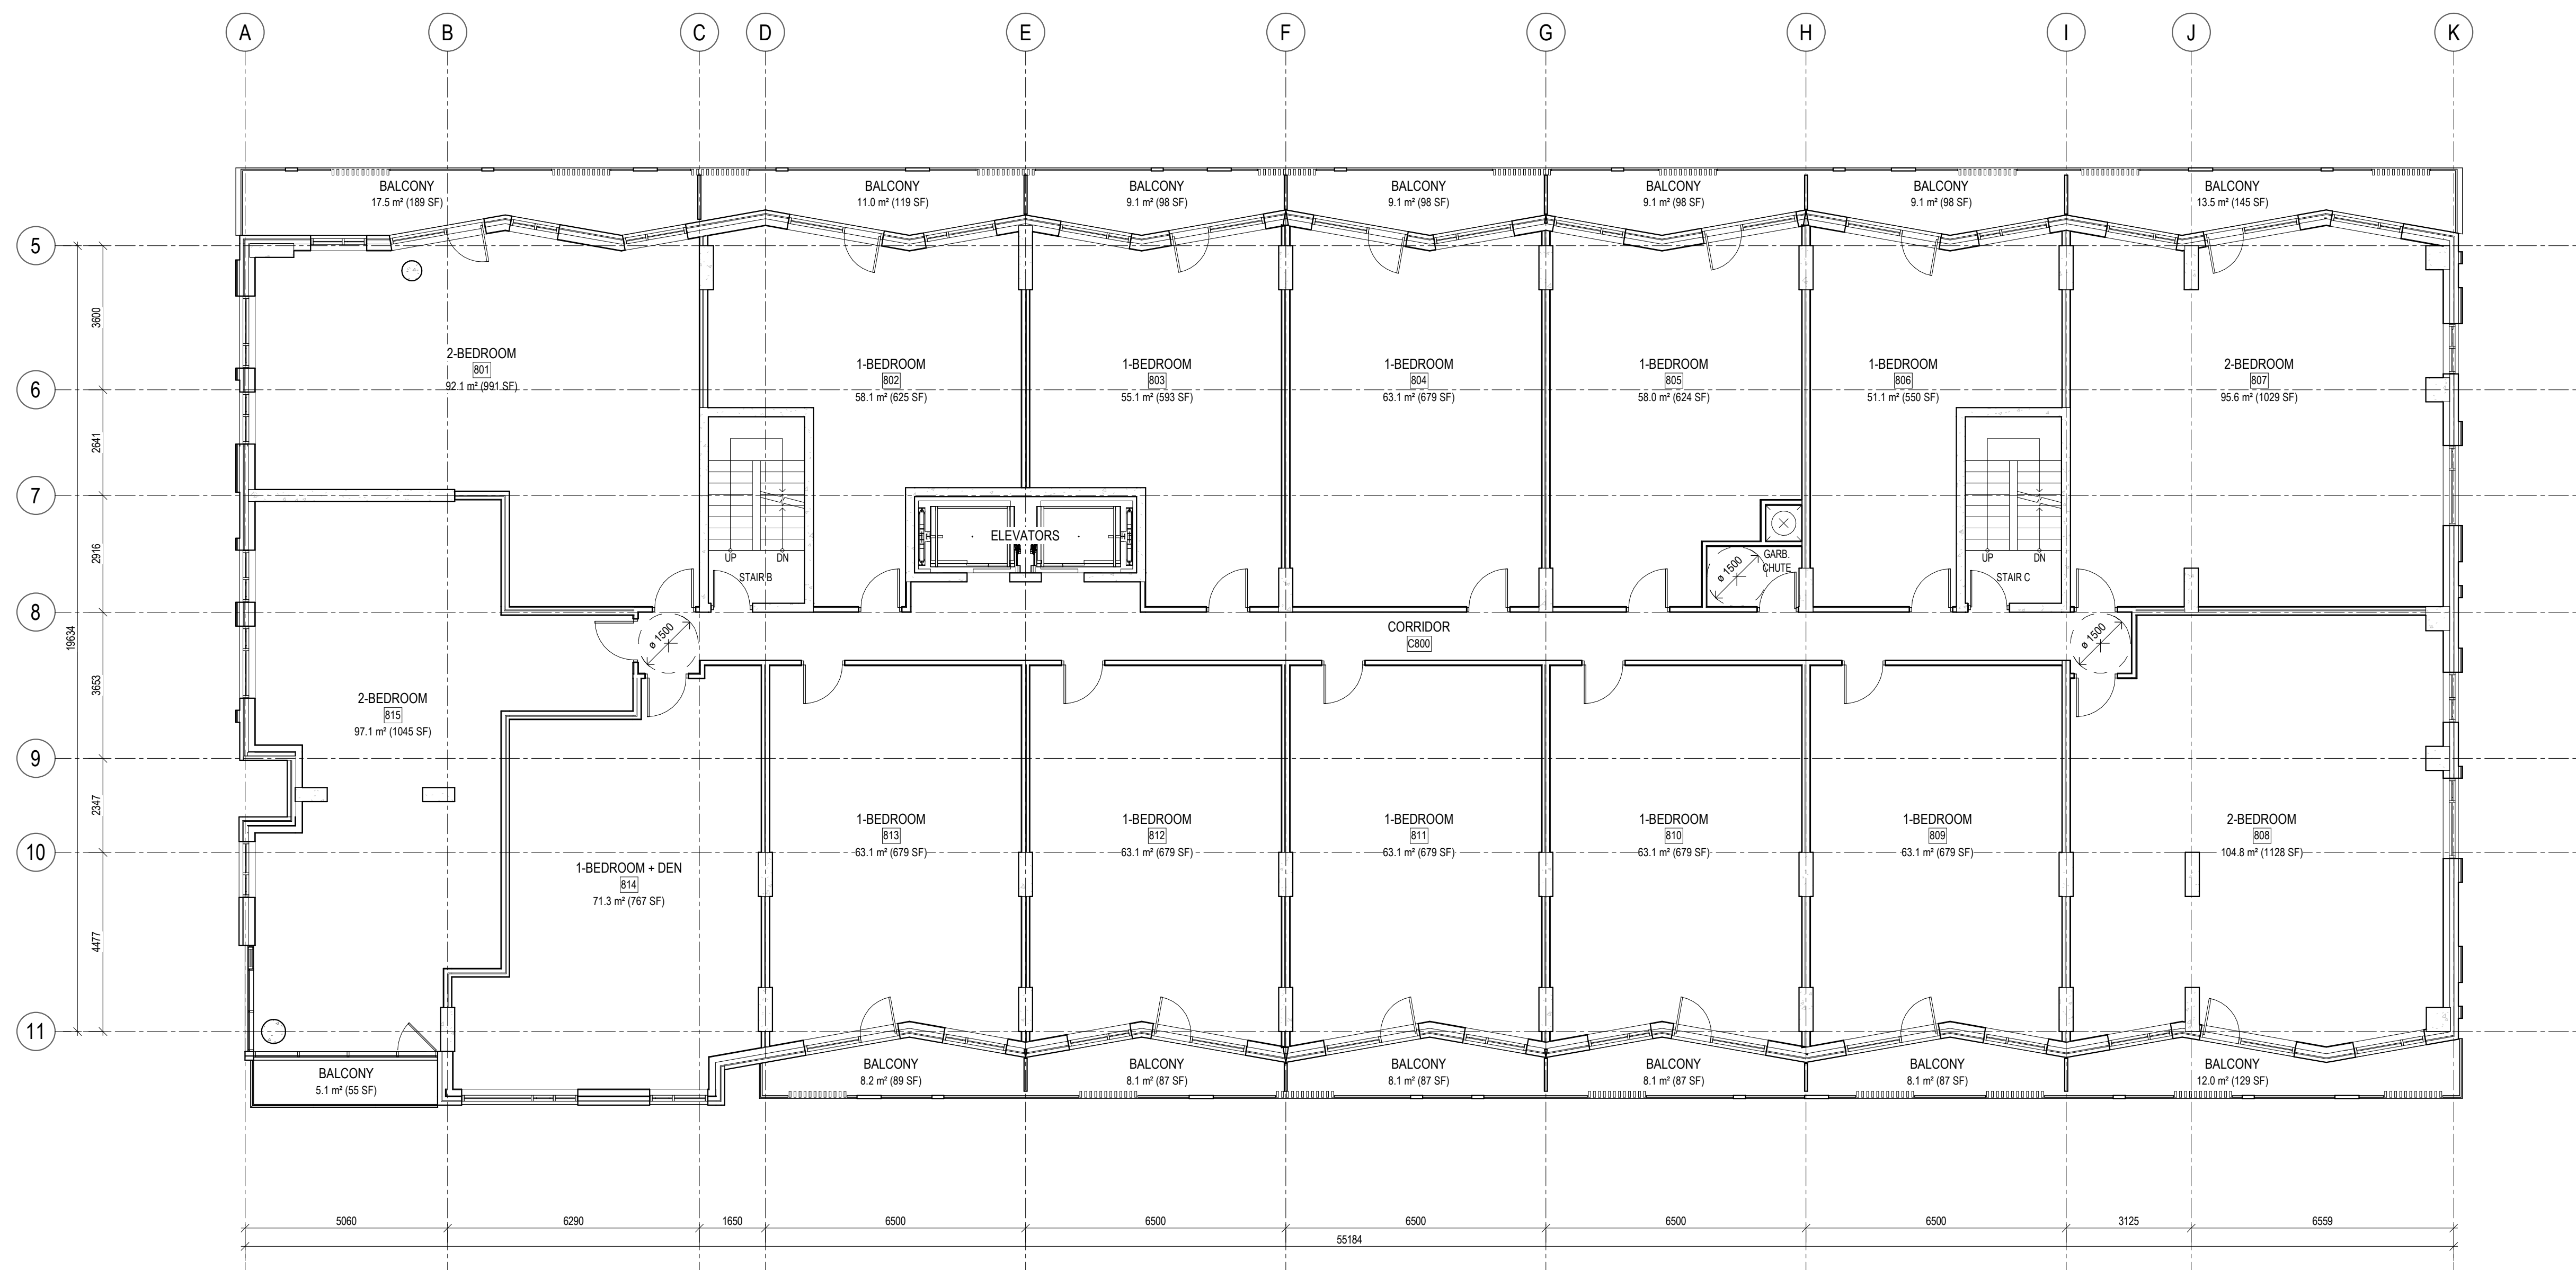 A B C D E F G H I J K
BALCONY
17.5 m² (189 SF)
BALCONY
11.0 m² (119 SF)
BALCONY
9.1 m² (98 SF)
BALCONY
9.1 m² (98 SF)
BALCONY
9.1 m² (98 SF)
BALCONY
9.1 m² (98 SF)
BALCONY
13.5 m² (145 SF)
5
6
7
8
9
10
11
3600
2641
2916
3653
2347
4477
19634
2-BEDROOM
801
92.1 m² (991 SF)
1-BEDROOM
802
58.1 m² (625 SF)
1-BEDROOM
803
55.1 m² (593 SF)
1-BEDROOM
804
63.1 m² (679 SF)
1-BEDROOM
805
58.0 m² (624 SF)
1-BEDROOM
806
51.1 m² (550 SF)
2-BEDROOM
807
95.6 m² (1029 SF)
UP DN
STAIR B
ELEVATORS
GARB.
CHUTE
ø 1500
UP DN
STAIR C
ø 1500
CORRIDOR
C800
ø 1500
2-BEDROOM
815
97.1 m² (1045 SF)
1-BEDROOM + DEN
814
71.3 m² (767 SF)
1-BEDROOM
813
63.1 m² (679 SF)
1-BEDROOM
812
63.1 m² (679 SF)
1-BEDROOM
811
63.1 m² (679 SF)
1-BEDROOM
810
63.1 m² (679 SF)
1-BEDROOM
809
63.1 m² (679 SF)
2-BEDROOM
808
104.8 m² (1128 SF)
BALCONY
5.1 m² (55 SF)
BALCONY
8.2 m² (89 SF)
BALCONY
8.1 m² (87 SF)
BALCONY
8.1 m² (87 SF)
BALCONY
8.1 m² (87 SF)
BALCONY
8.1 m² (87 SF)
BALCONY
12.0 m² (129 SF)
5060 6290 1650 6500 6500 6500 6500 6500 3125 6559
55184